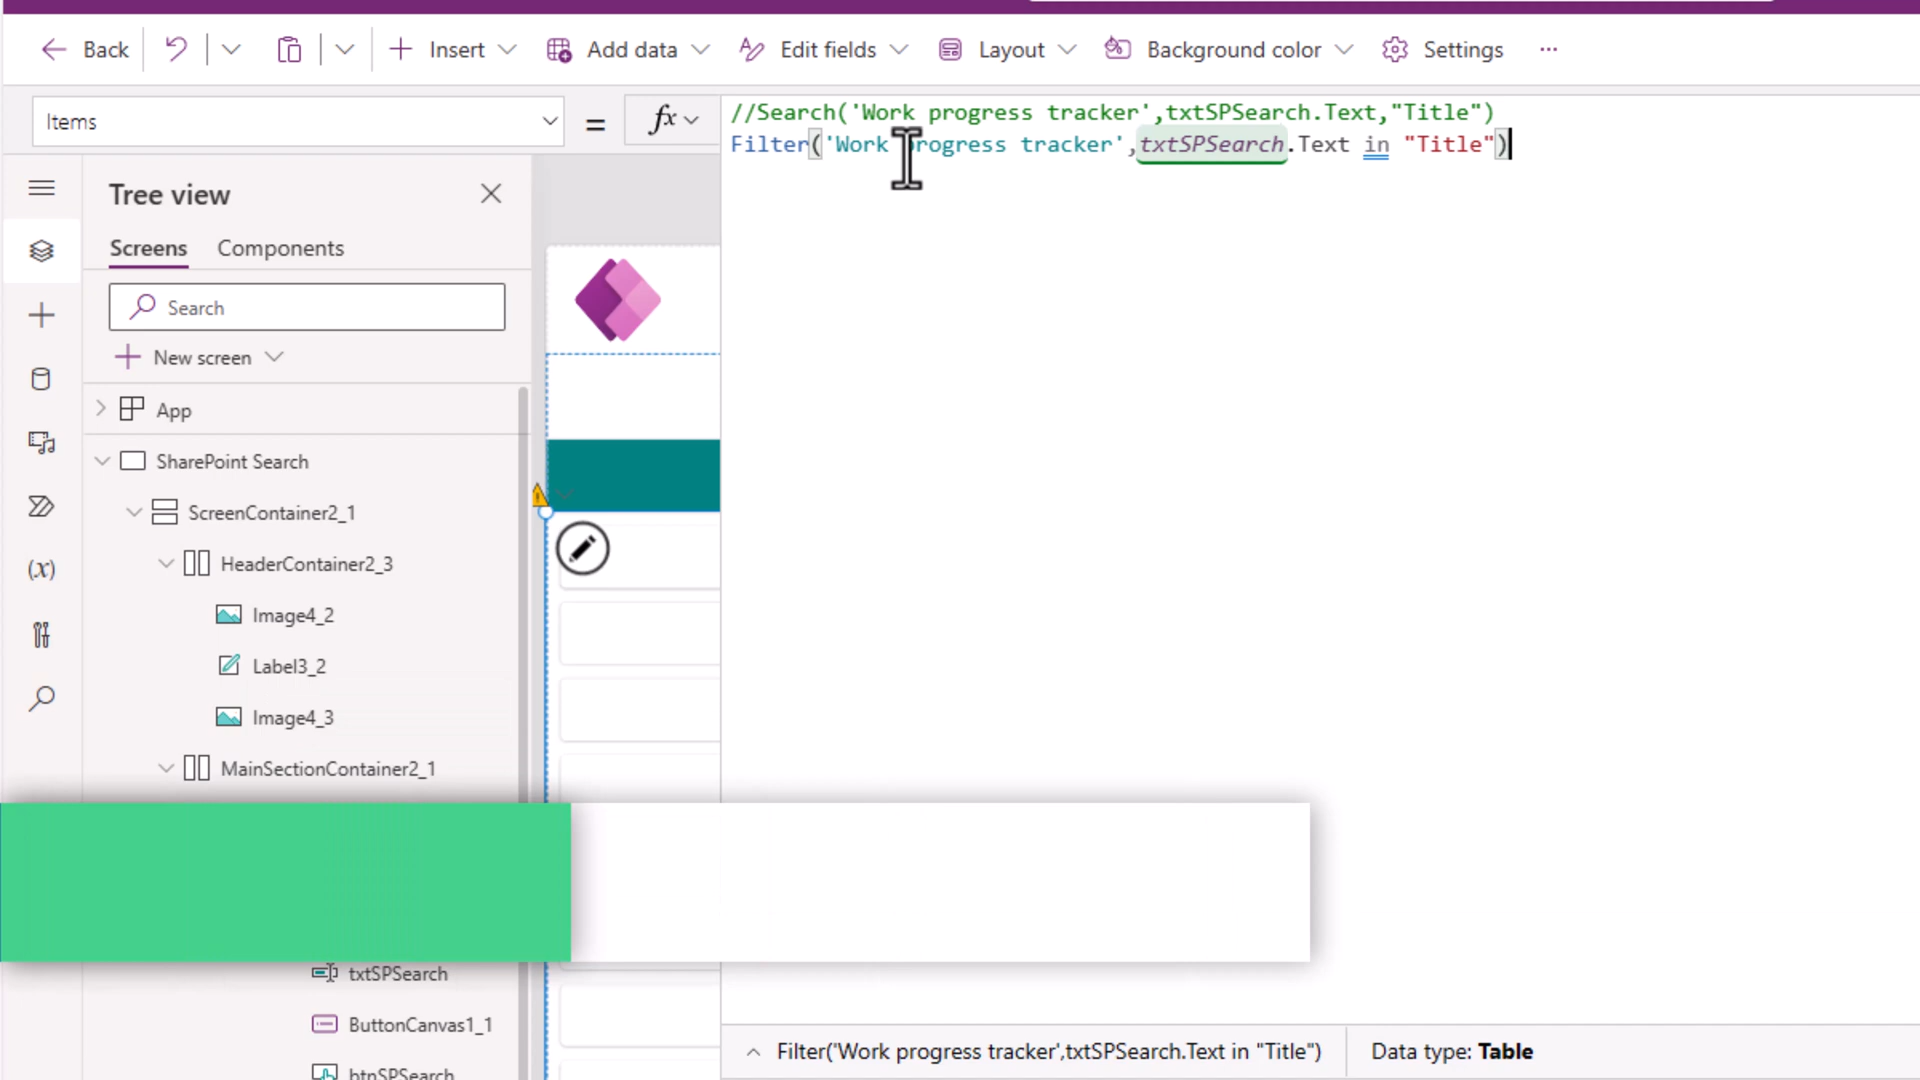 Back
Insert
Add data
Edit fields
Layout
Background color
Settings
...
Items
=
fx
//Search('Work progress tracker',txtSPSearch.Text,"Title")
Filter('Work progress tracker',txtSPSearch.Text in "Title")
Tree view
Screens
Components
Search
New screen
App
SharePoint Search
ScreenContainer2_1
HeaderContainer2_3
Image4_2
Label3_2
Image4_3
MainSectionContainer2_1
(x)
txtSPSearch
ButtonCanvas1_1
btnSPSearch
Filter('Work progress tracker',txtSPSearch.Text in "Title")
Data type: Table